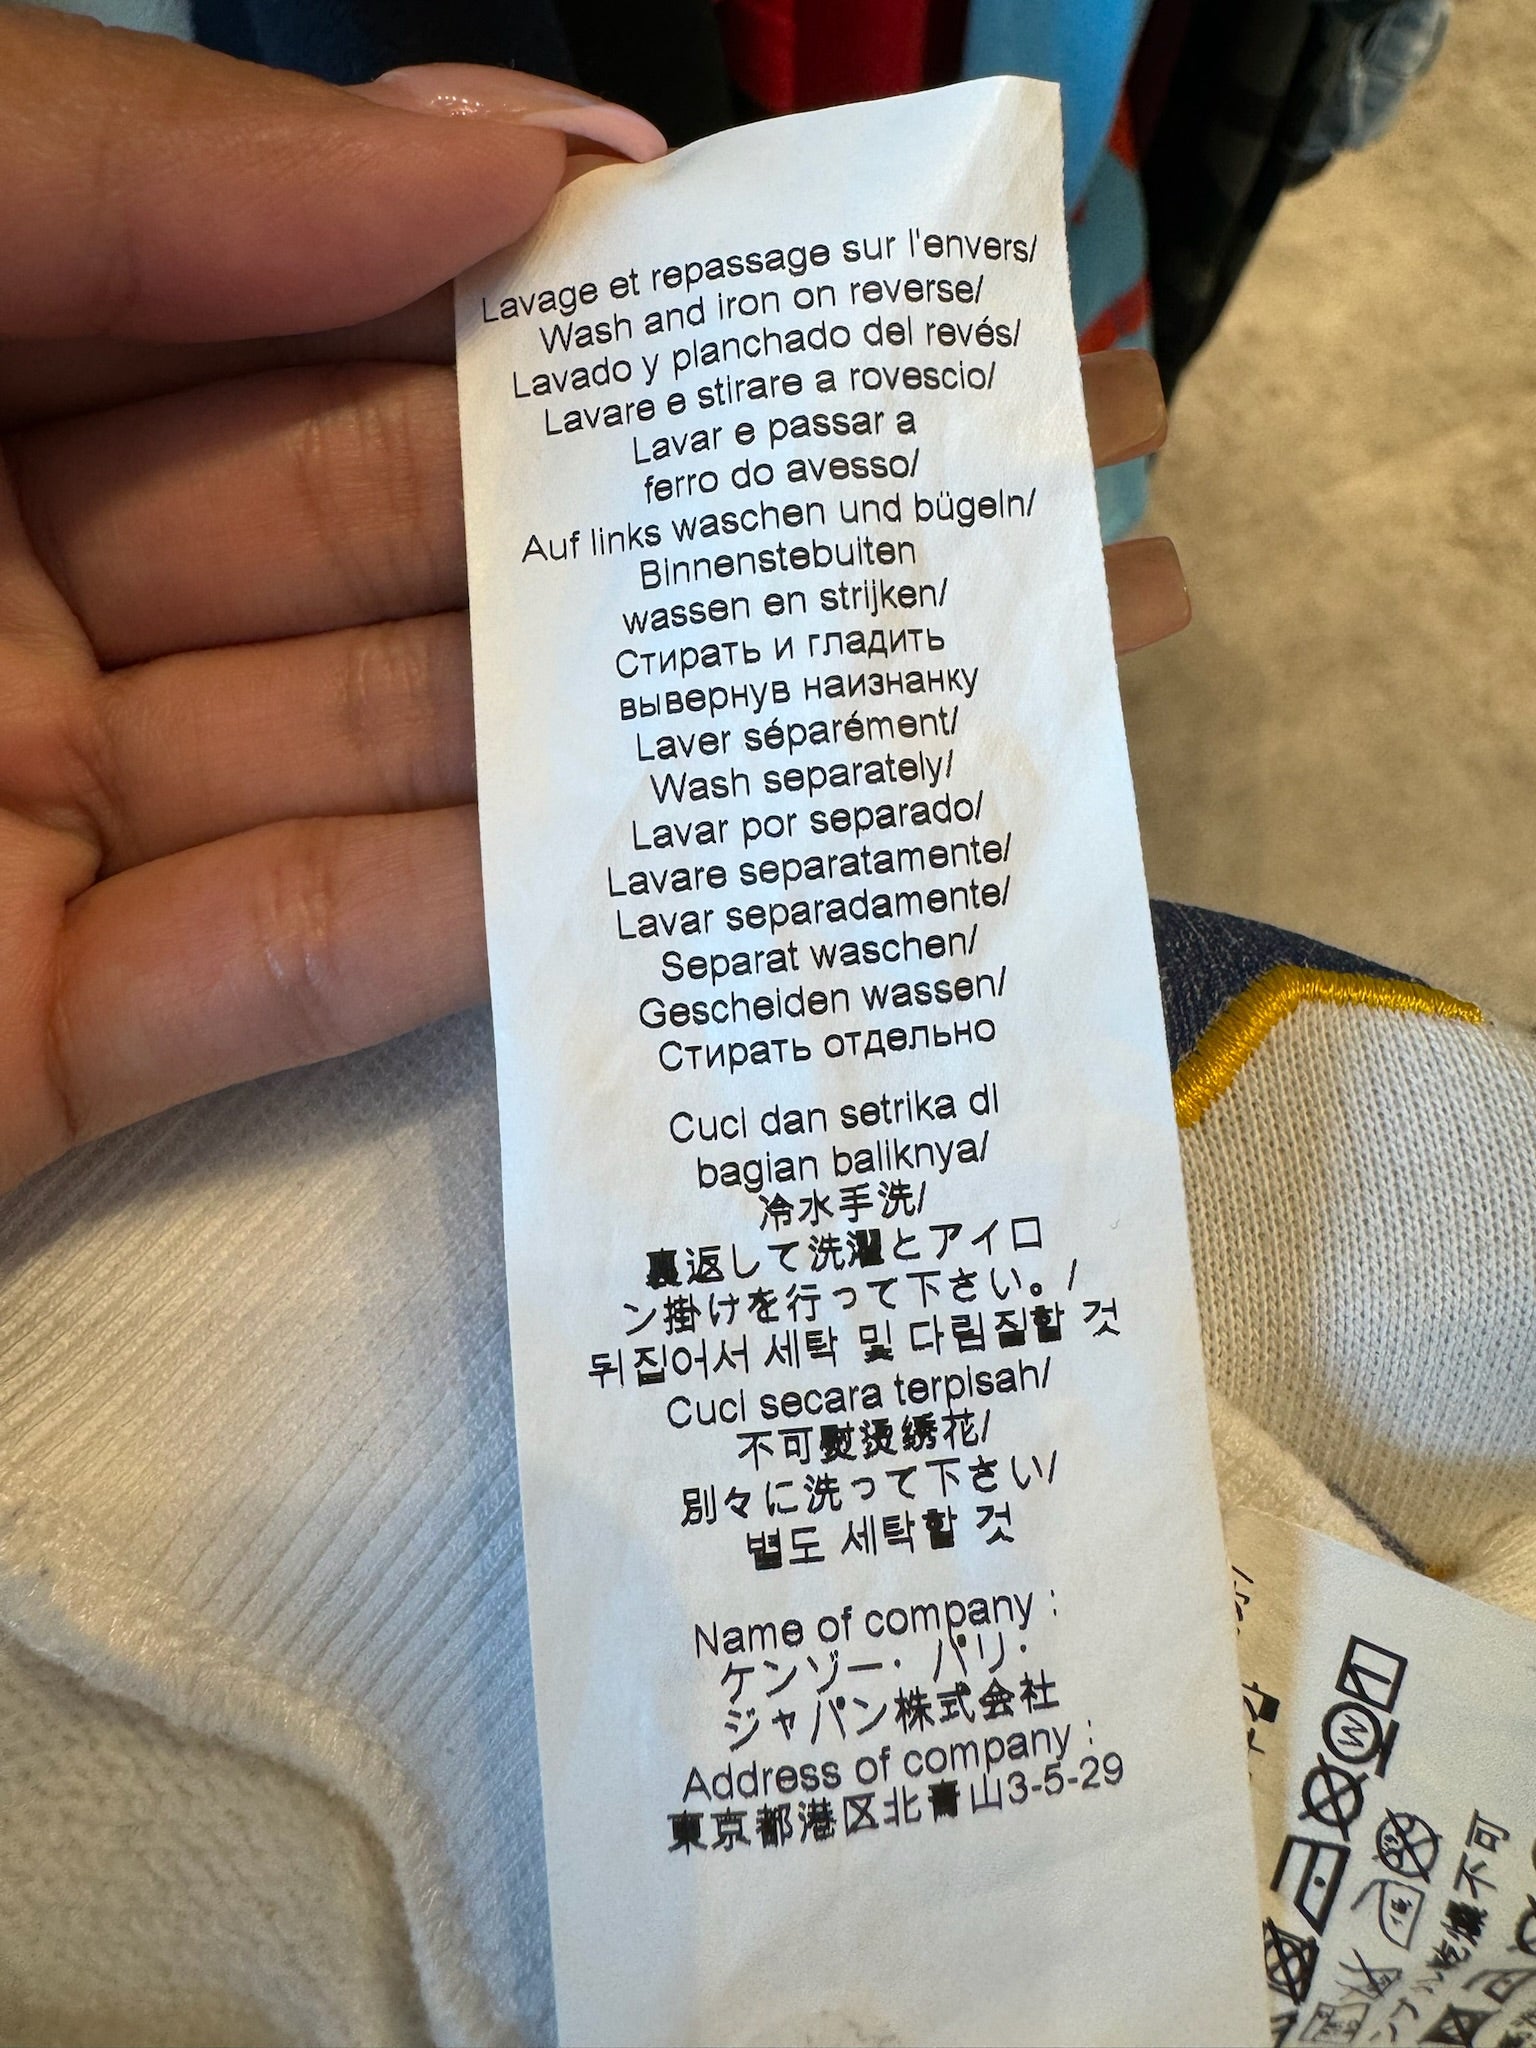 Lavage et repassage sur l'envers/
Wash and iron on reverse/
Lavado y planchado del revés/
Lavare e stirare a rovescio/
Lavar e passar a
ferro do avesso/
Auf links waschen und bügeln/
Binnenstebuiten
wassen en strijken/
Стирать и гладить
вывернув наизнанку
Laver séparément/
Wash separately/
Lavar por separado/
Lavare separatamente/
Lavar separadamente/
Separat waschen/
Gescheiden wassen/
Стирать отдельно
Cuci dan setrika di
bagian baliknya/
冷水手洗/
裏返して洗濯とアイロ
ン掛けを行って下さい。/
뒤집어서 세탁 및 다림질할 것
Cuci secara terpisah/
不可熨烫绣花/
別々に洗って下さい/
별도 세탁할 것
Name of company :
ケンゾー・パリ・
ジャパン株式会社
Address of company :
東京都港区北青山3-5-29
W
乾燥不可